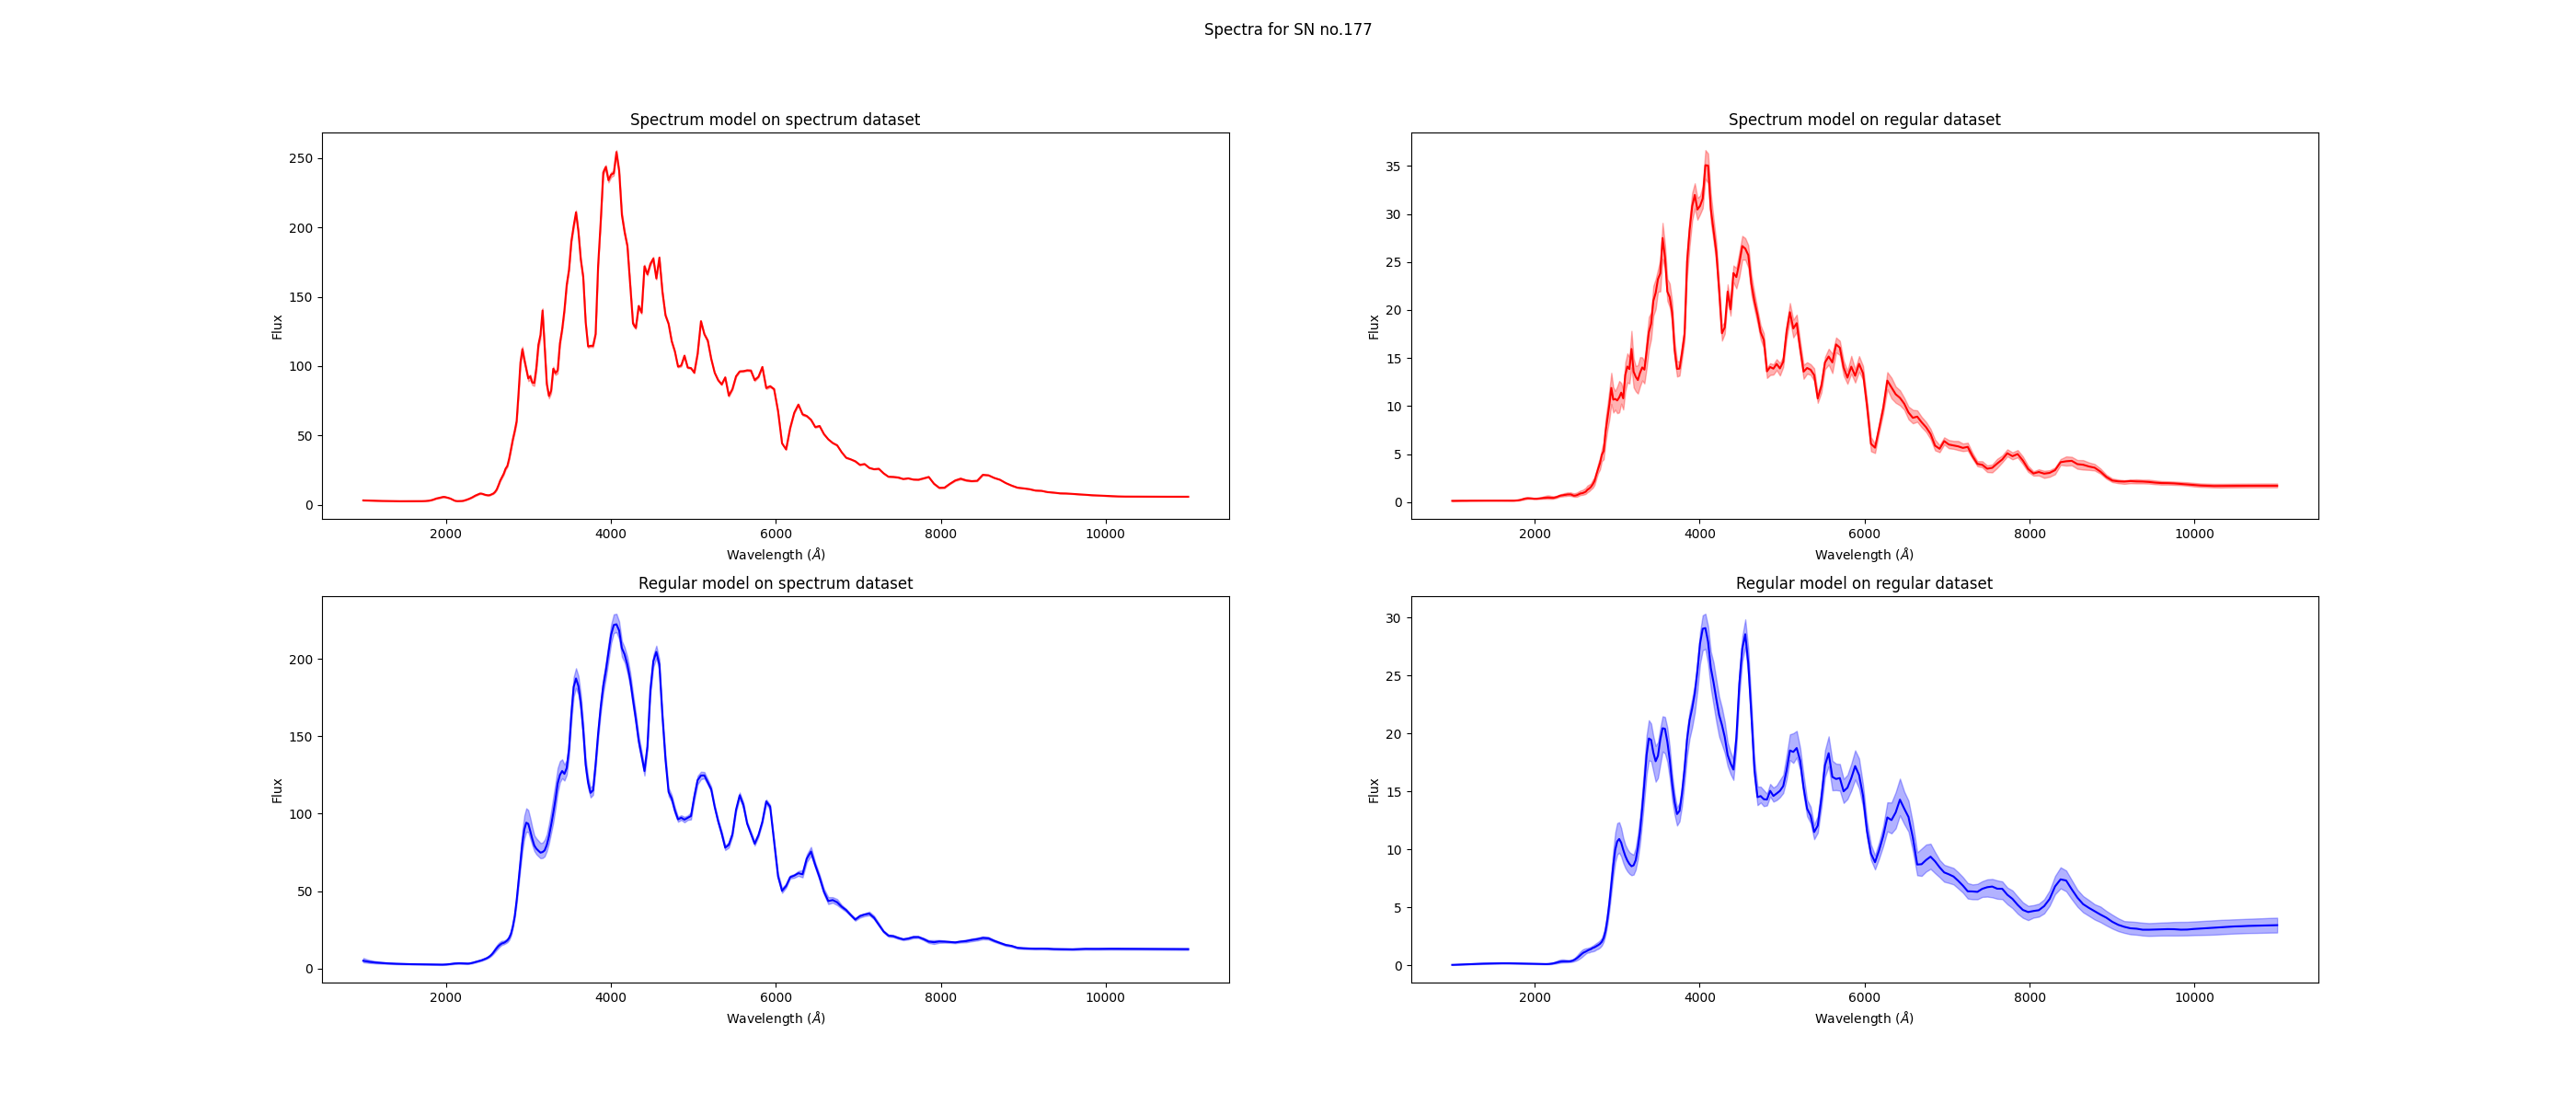 Spectra for SN no.177
Spectrum model on spectrum dataset
250
200
150
100
50
0
Flux
2000 4000 6000 8000 10000
Wavelength (Å)
Spectrum model on regular dataset
35
30
25
20
15
10
5
0
Flux
2000 4000 6000 8000 10000
Wavelength (Å)
Regular model on spectrum dataset
200
150
100
50
0
Flux
2000 4000 6000 8000 10000
Wavelength (Å)
Regular model on regular dataset
30
25
20
15
10
5
0
Flux
2000 4000 6000 8000 10000
Wavelength (Å)